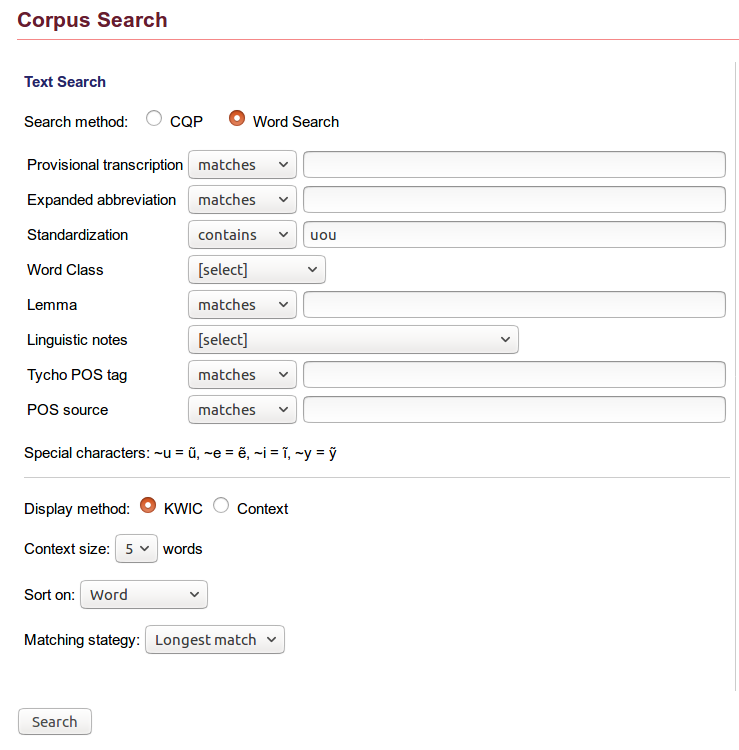 Corpus Search
Text Search
Search method: CQP Word Search
Provisional transcription matches
Expanded abbreviation matches
Standardization contains uou
Word Class [select]
Lemma matches
Linguistic notes [select]
Tycho POS tag matches
POS source matches
Special characters: ~u = ũ, ~e = ẽ, ~i = ĩ, ~y = ỹ
Display method: KWIC Context
Context size: 5 words
Sort on: Word
Matching stategy: Longest match
Search